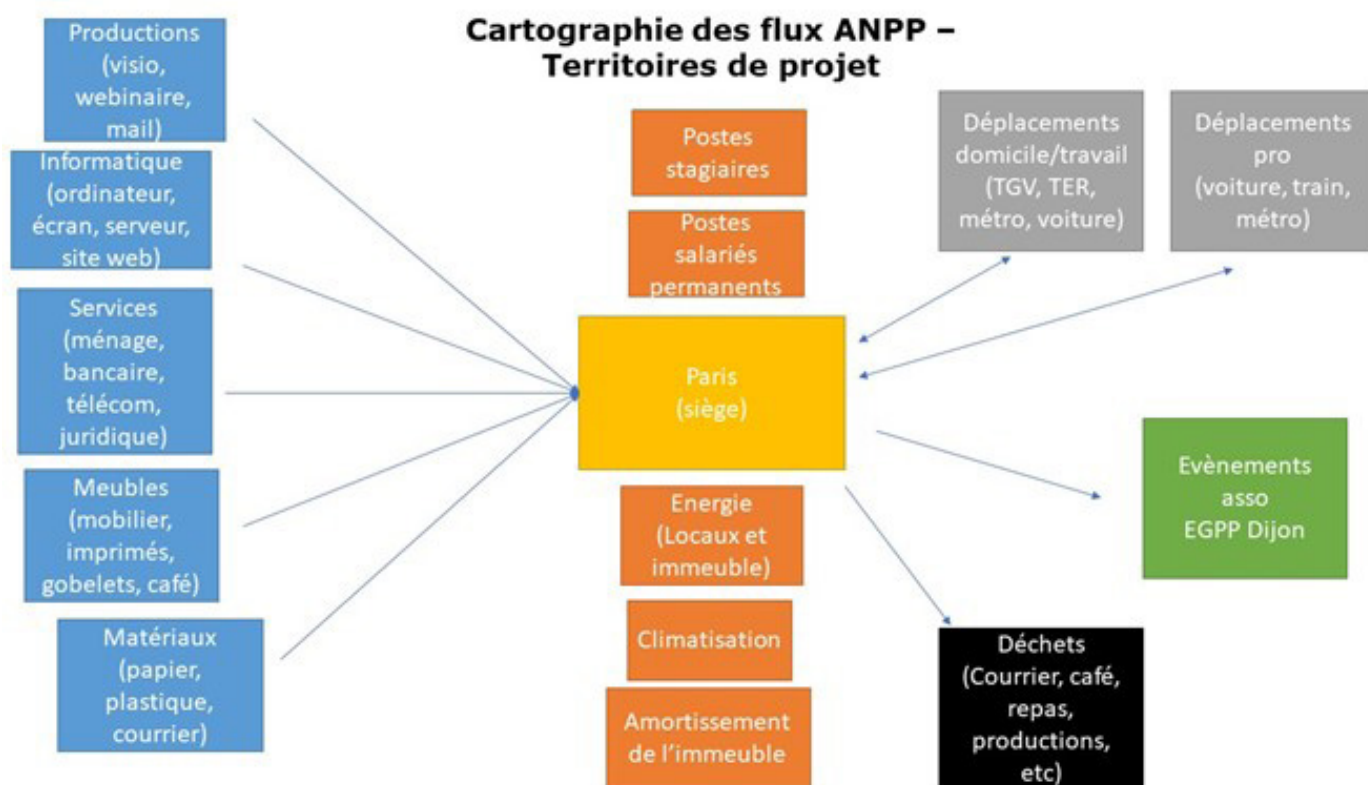 Cartographie des flux ANPP –
Territoires de projet
Productions
(visio,
webinaire,
mail)
Informatique
(ordinateur,
écran, serveur,
site web)
Services
(ménage,
bancaire,
télécom,
juridique)
Meubles
(mobilier,
imprimés,
gobelets, café)
Matériaux
(papier,
plastique,
courrier)
Postes
stagiaires
Postes
salariés
permanents
Paris
(siège)
Energie
(Locaux et
immeuble)
Climatisation
Amortissement
de l’immeuble
Déplacements
domicile/travail
(TGV, TER,
métro, voiture)
Déplacements
pro
(voiture, train,
métro)
Evènements
asso
EGPP Dijon
Déchets
(Courrier, café,
repas,
productions,
etc)